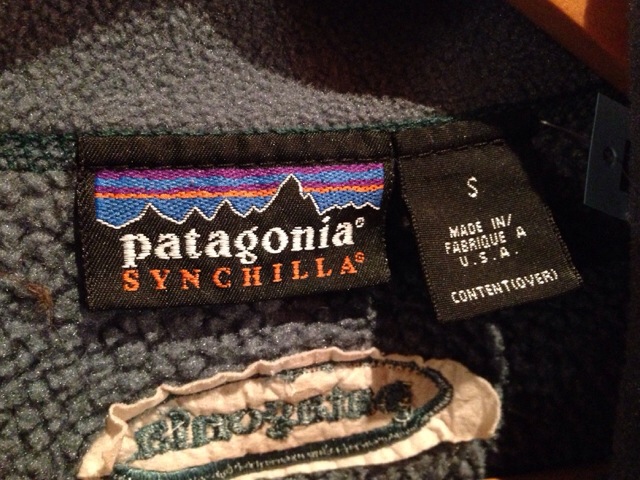 patagonia®
SYNCHILLA®
S
MADE IN/
FABRIQUE A
U.S.A.
CONTENT(OVER)